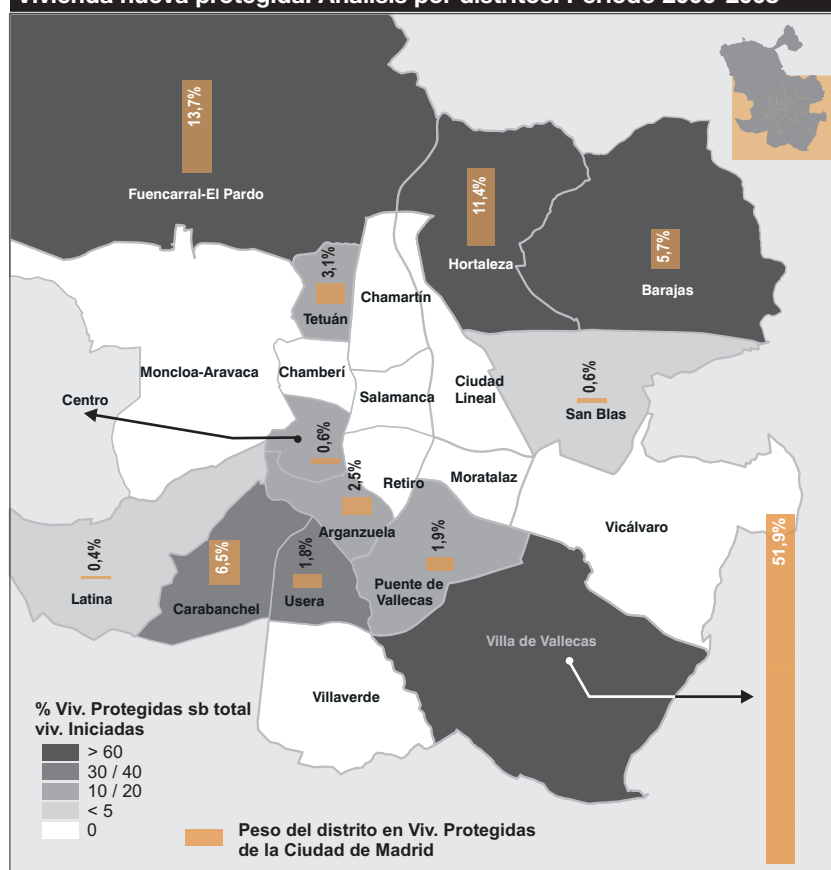 13,7%
Fuencarral-El Pardo
11,4%
Hortaleza
5,7%
Barajas
3,1%
Tetuán
Chamartín
Moncloa-Aravaca
Chamberí
Centro
Salamanca
Ciudad
Lineal
0,6%
San Blas
0,6%
2,5%
Retiro
Moratalaz
Arganzuela
Vicálvaro
51,9%
0,4%
Latina
6,5%
Carabanchel
1,8%
Usera
1,9%
Puente de
Vallecas
Villa de Vallecas
Villaverde
% Viv. Protegidas sb total
viv. Iniciadas
> 60
30 / 40
10 / 20
< 5
0
Peso del distrito en Viv. Protegidas
de la Ciudad de Madrid